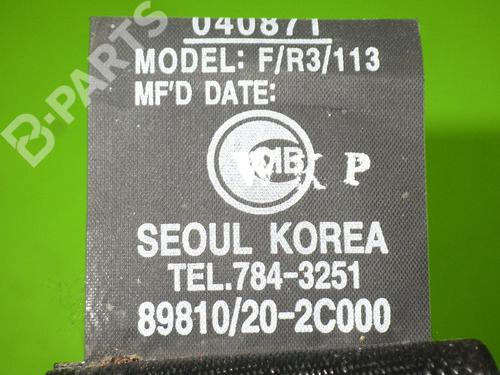 040871
MODEL: F/R3/113
MF'D DATE:
SEOUL KOREA
TEL.784-3251
89810/20-2C000
B-PARTS